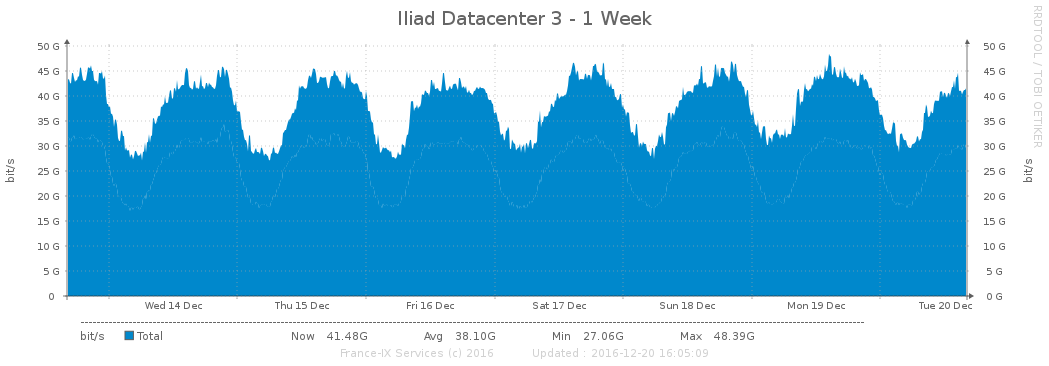 Iliad Datacenter 3 - 1 Week
RRDTOOL / TOBI OETIKER
50 G 50 G
45 G 45 G
40 G 40 G
35 G 35 G
30 G 30 G
25 G 25 G
20 G 20 G
15 G 15 G
10 G 10 G
5 G 5 G
0 0 G
bit/s bit/s
Wed 14 Dec Thu 15 Dec Fri 16 Dec Sat 17 Dec Sun 18 Dec Mon 19 Dec Tue 20 Dec
bit/s Total Now 41.48G Avg 38.10G Min 27.06G Max 48.39G
France-IX Services (c) 2016 Updated : 2016-12-20 16:05:09